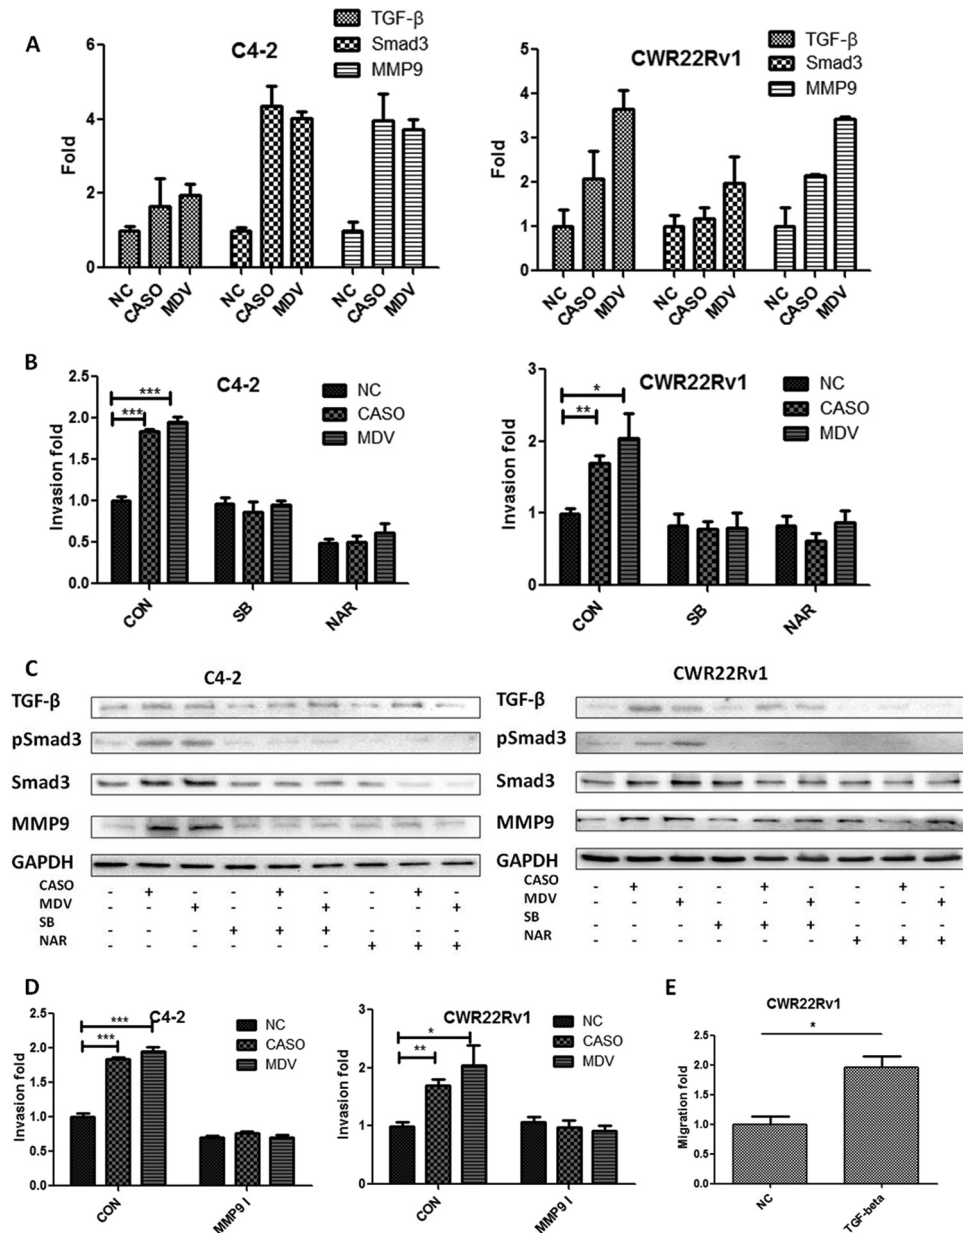 A
C4-2
TGF-β
Smad3
MMP9
Fold
6
4
2
0
NC
CASO
MDV
NC
CASO
MDV
NC
CASO
MDV
CWR22Rv1
TGF-β
Smad3
MMP9
Fold
5
4
3
2
1
0
NC
CASO
MDV
NC
CASO
MDV
NC
CASO
MDV
B
C4-2
NC
CASO
MDV
Invasion fold
2.5
2.0
1.5
1.0
0.5
0.0
***
***
CON
SB
NAR
CWR22Rv1
NC
CASO
MDV
Invasion fold
3
2
1
0
*
**
CON
SB
NAR
C
C4-2
TGF-β
pSmad3
Smad3
MMP9
GAPDH
CASO - + - - + - - + -
MDV - - + - - + - - +
SB - - - + + + - - -
NAR - - - - - - + + +
CWR22Rv1
TGF-β
pSmad3
Smad3
MMP9
GAPDH
CASO - + - - + - - + -
MDV - - + - - + - - +
SB - - - + + + - - -
NAR - - - - - - + + +
D
C4-2
NC
CASO
MDV
Invasion fold
2.5
2.0
1.5
1.0
0.5
0.0
***
***
CON
MMP9 I
CWR22Rv1
NC
CASO
MDV
Invasion fold
3
2
1
0
*
**
CON
MMP9 I
E
CWR22Rv1
Migration fold
2.5
2.0
1.5
1.0
0.5
0.0
*
NC
TGF-beta